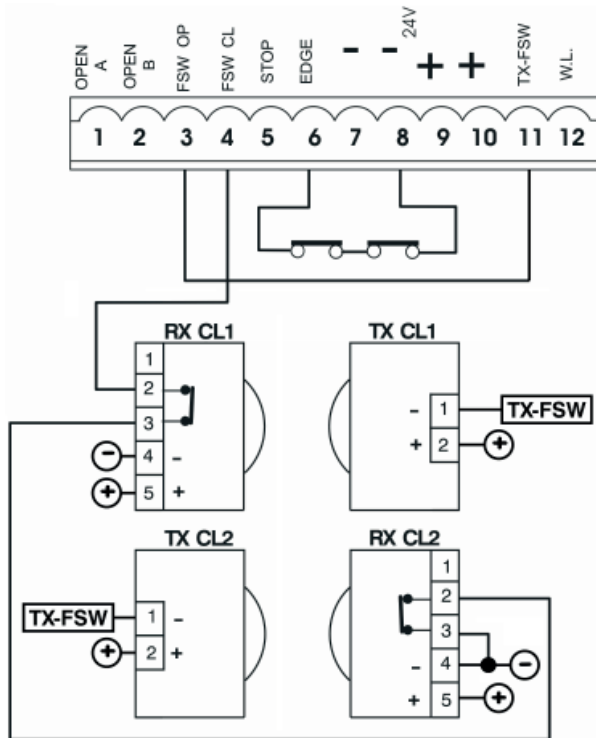 OPEN A
OPEN B
FSW OP
FSW CL
STOP
EDGE
-
-
24V
+
+
TX-FSW
W.L.
1 2 3 4 5 6 7 8 9 10 11 12
RX CL1
1
2
3
4 -
5 +
- +
TX CL1
- 1 TX-FSW
+ 2 +
TX CL2
TX-FSW 1 -
+ 2 +
RX CL2
1
2
3
- 4 -
+ 5 +